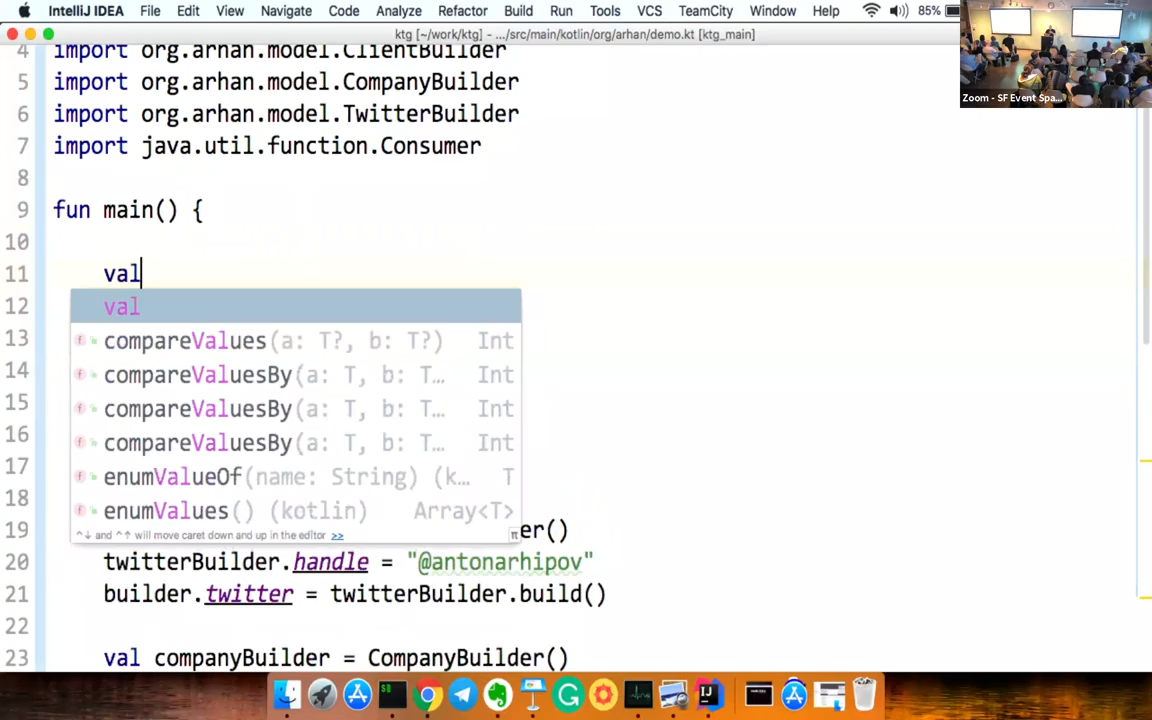 IntelliJ IDEA File Edit View Navigate Code Analyze Refactor Build Run Tools VCS TeamCity Window Help 85%
ktg [~/work/ktg] - .../src/main/kotlin/org/arhan/demo.kt [ktg_main]
Zoom - SF Event Spa...
4 import org.arhan.model.ClientBuilder
5 import org.arhan.model.CompanyBuilder
6 import org.arhan.model.TwitterBuilder
7 import java.util.function.Consumer
8
9 fun main() {
10
11 val
12 val
13 compareValues(a: T?, b: T?) Int
14 compareValuesBy(a: T, b: T… Int
15 compareValuesBy(a: T, b: T… Int
16 compareValuesBy(a: T, b: T… Int
17 enumValueOf(name: String) (k… T
18 enumValues() (kotlin) Array<T>
^↓ and ^↑ will move caret down and up in the editor >> π
19 er()
20 twitterBuilder.handle = "@antonarhipov"
21 builder.twitter = twitterBuilder.build()
22
23 val companyBuilder = CompanyBuilder()